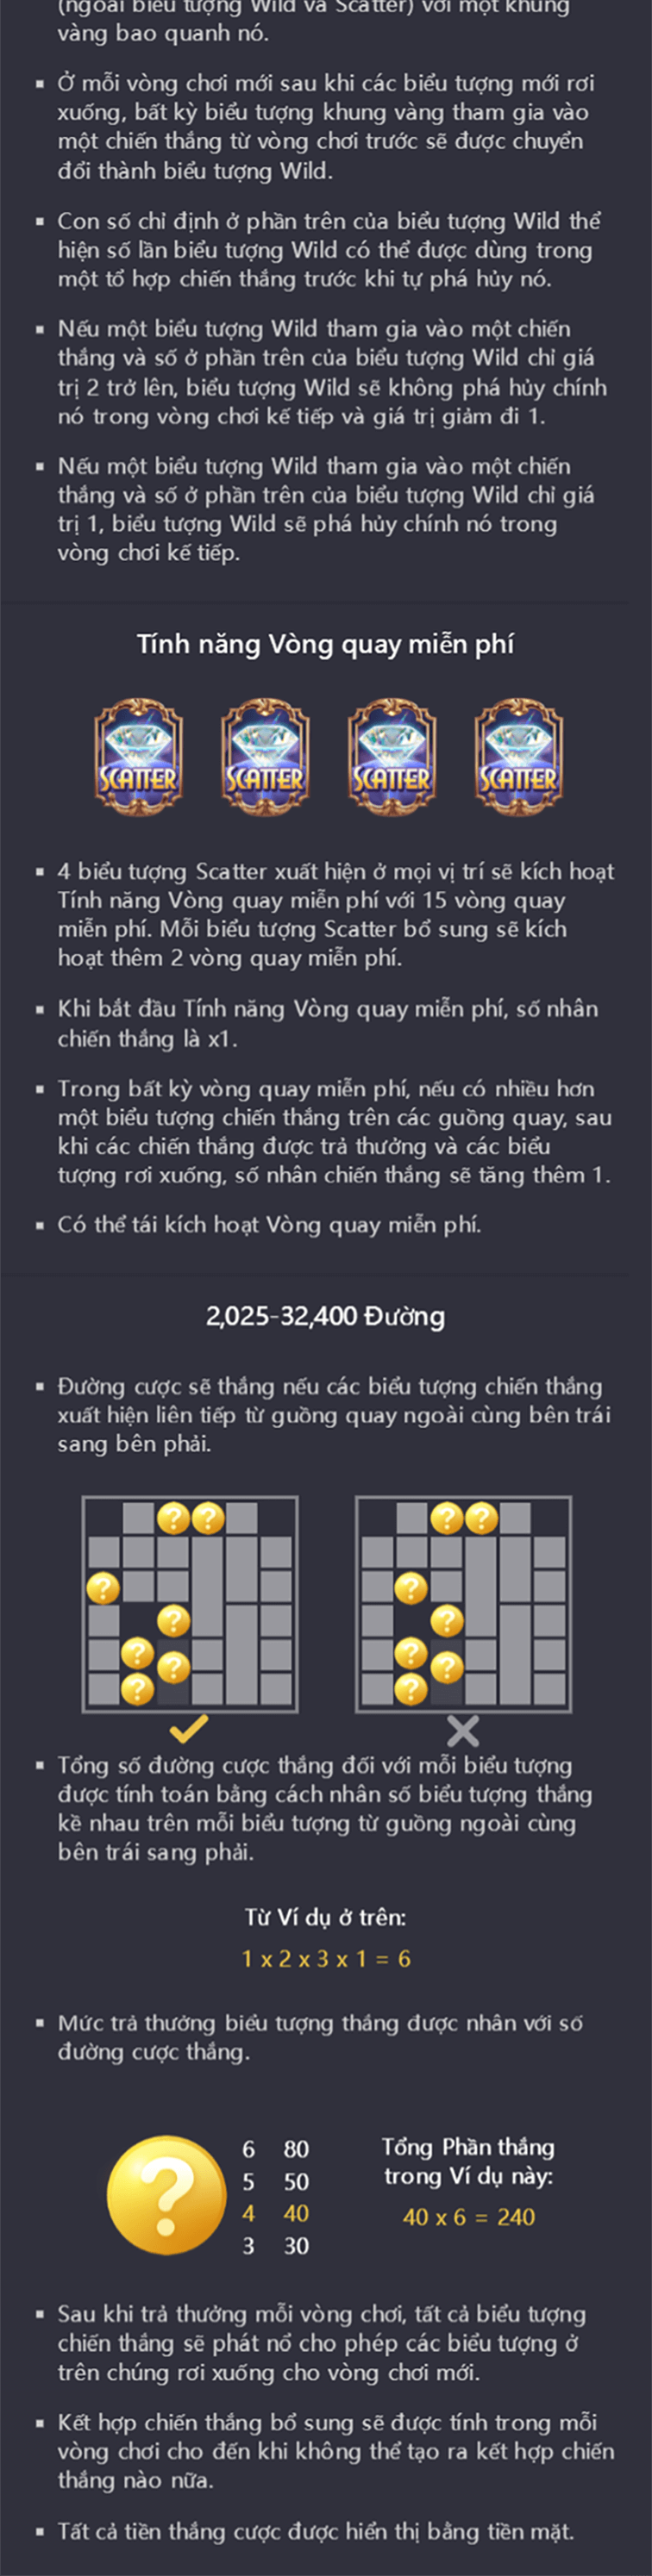 (ngoài biểu tượng Wild và Scatter) với một khung
vàng bao quanh nó.
▪ Ở mỗi vòng chơi mới sau khi các biểu tượng mới rơi
xuống, bất kỳ biểu tượng khung vàng tham gia vào
một chiến thắng từ vòng chơi trước sẽ được chuyển
đổi thành biểu tượng Wild.
▪ Con số chỉ định ở phần trên của biểu tượng Wild thể
hiện số lần biểu tượng Wild có thể được dùng trong
một tổ hợp chiến thắng trước khi tự phá hủy nó.
▪ Nếu một biểu tượng Wild tham gia vào một chiến
thắng và số ở phần trên của biểu tượng Wild chỉ giá
trị 2 trở lên, biểu tượng Wild sẽ không phá hủy chính
nó trong vòng chơi kế tiếp và giá trị giảm đi 1.
▪ Nếu một biểu tượng Wild tham gia vào một chiến
thắng và số ở phần trên của biểu tượng Wild chỉ giá
trị 1, biểu tượng Wild sẽ phá hủy chính nó trong
vòng chơi kế tiếp.
Tính năng Vòng quay miễn phí
SCATTER SCATTER SCATTER SCATTER
▪ 4 biểu tượng Scatter xuất hiện ở mọi vị trí sẽ kích hoạt
Tính năng Vòng quay miễn phí với 15 vòng quay
miễn phí. Mỗi biểu tượng Scatter bổ sung sẽ kích
hoạt thêm 2 vòng quay miễn phí.
▪ Khi bắt đầu Tính năng Vòng quay miễn phí, số nhân
chiến thắng là x1.
▪ Trong bất kỳ vòng quay miễn phí, nếu có nhiều hơn
một biểu tượng chiến thắng trên các guồng quay, sau
khi các chiến thắng được trả thưởng và các biểu
tượng rơi xuống, số nhân chiến thắng sẽ tăng thêm 1.
▪ Có thể tái kích hoạt Vòng quay miễn phí.
2,025-32,400 Đường
▪ Đường cược sẽ thắng nếu các biểu tượng chiến thắng
xuất hiện liên tiếp từ guồng quay ngoài cùng bên trái
sang bên phải.
? ? ? ?
? ?
? ?
? ? ? ?
? ?
▪ Tổng số đường cược thắng đối với mỗi biểu tượng
được tính toán bằng cách nhân số biểu tượng thắng
kề nhau trên mỗi biểu tượng từ guồng ngoài cùng
bên trái sang phải.
Từ Ví dụ ở trên:
1 x 2 x 3 x 1 = 6
▪ Mức trả thưởng biểu tượng thắng được nhân với số
đường cược thắng.
?
6 80
5 50
4 40
3 30
Tổng Phần thắng
trong Ví dụ này:
40 x 6 = 240
▪ Sau khi trả thưởng mỗi vòng chơi, tất cả biểu tượng
chiến thắng sẽ phát nổ cho phép các biểu tượng ở
trên chúng rơi xuống cho vòng chơi mới.
▪ Kết hợp chiến thắng bổ sung sẽ được tính trong mỗi
vòng chơi cho đến khi không thể tạo ra kết hợp chiến
thắng nào nữa.
▪ Tất cả tiền thắng cược được hiển thị bằng tiền mặt.